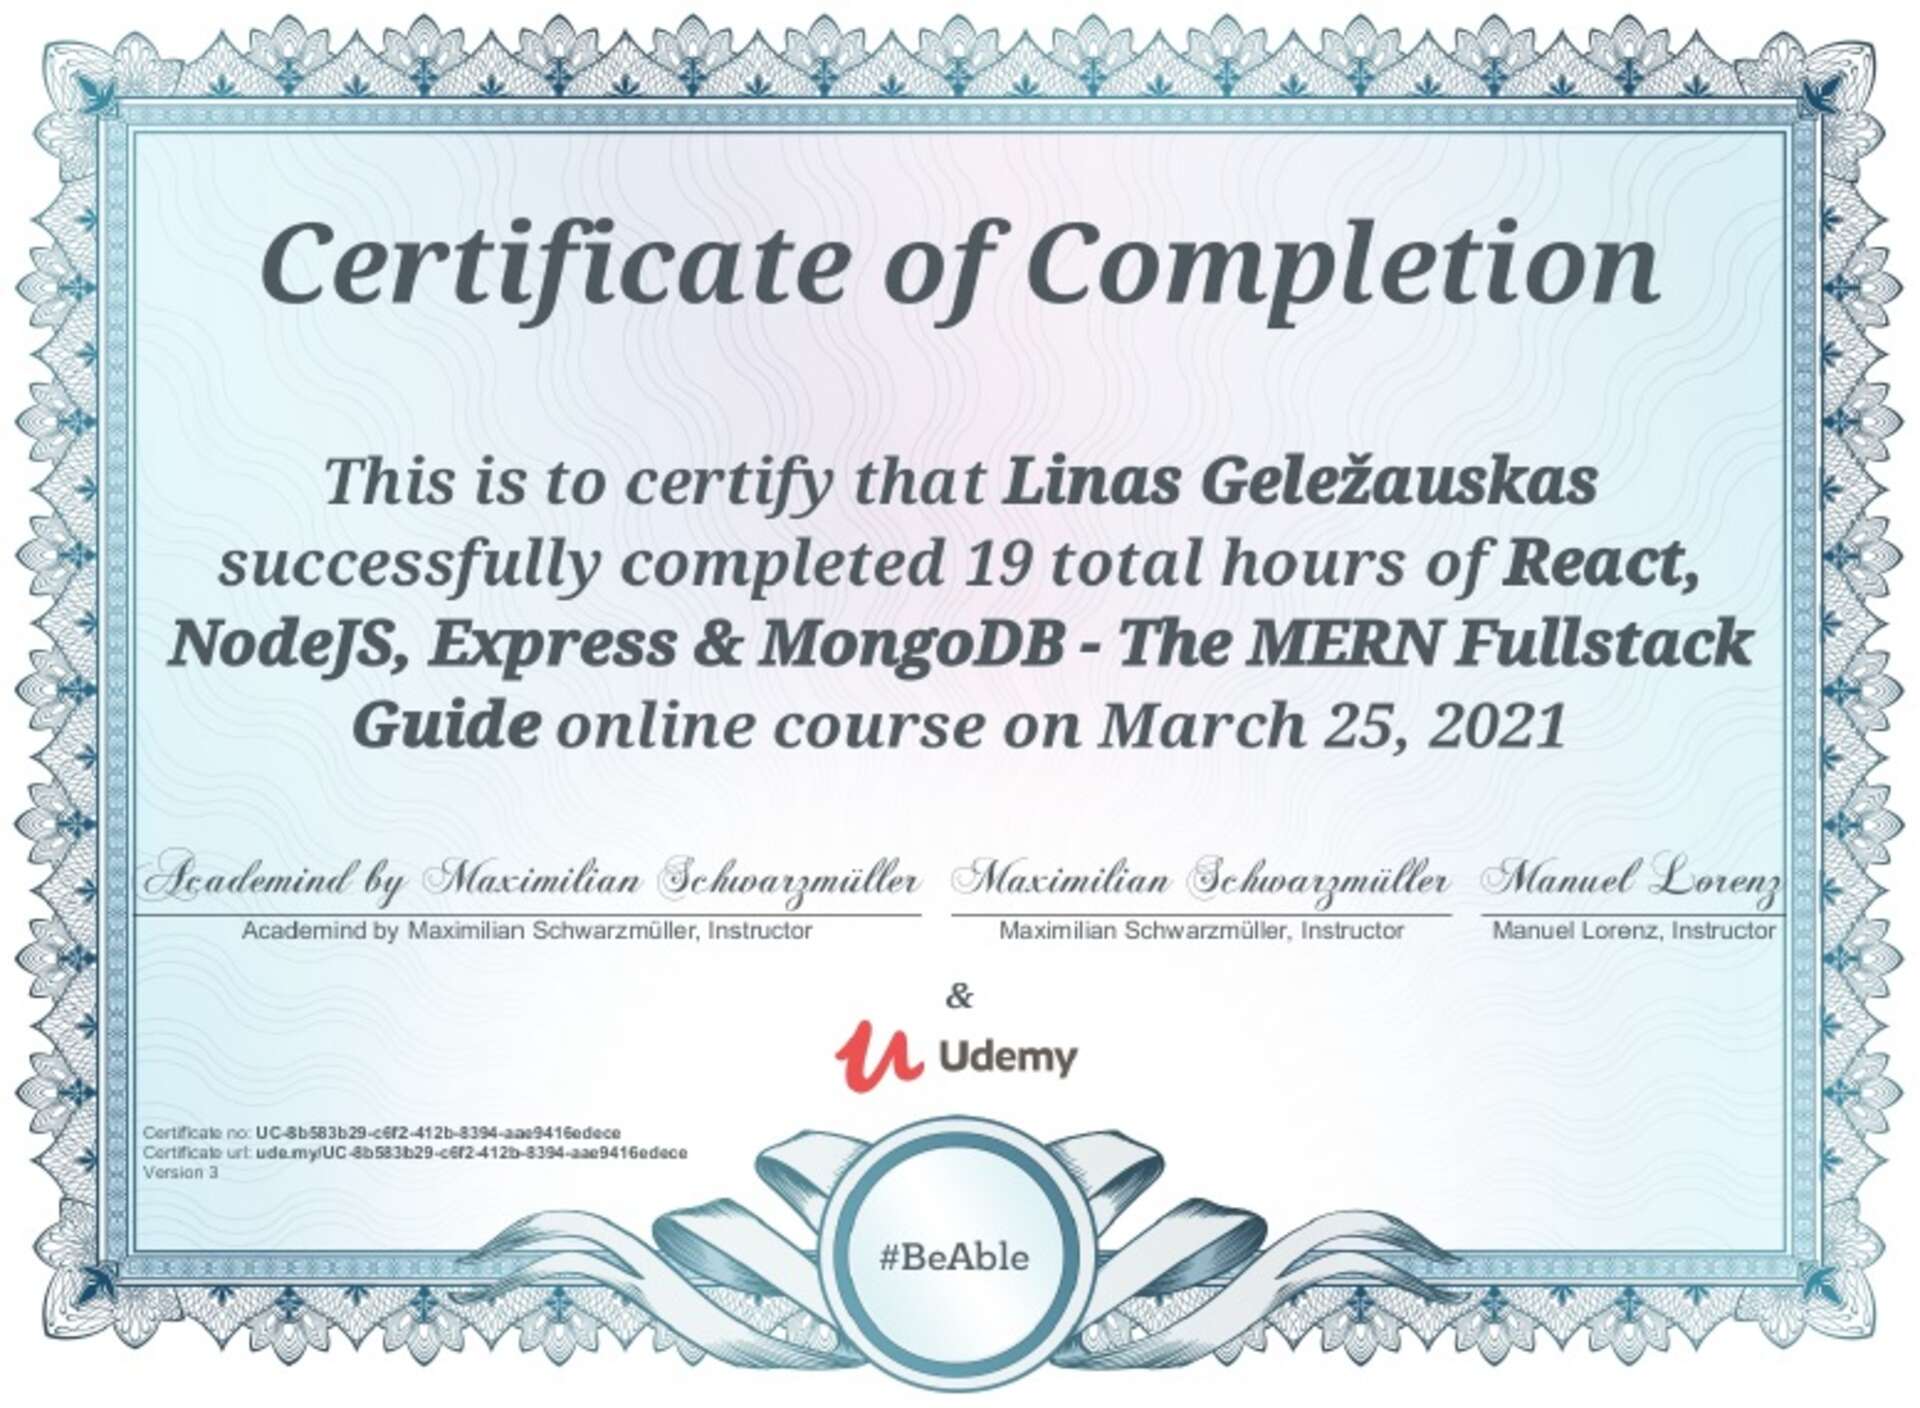 Certificate of Completion
This is to certify that Linas Geležauskas
successfully completed 19 total hours of React,
NodeJS, Express & MongoDB - The MERN Fullstack
Guide online course on March 25, 2021
Academind by Maximilian Schwarzmüller Maximilian Schwarzmüller Manuel Lorenz
Academind by Maximilian Schwarzmüller, Instructor Maximilian Schwarzmüller, Instructor Manuel Lorenz, Instructor
&
Udemy
Certificate no: UC-8b583b29-c6f2-412b-8394-aae9416edece
Certificate url: ude.my/UC-8b583b29-c6f2-412b-8394-aae9416edece
Version 3
#BeAble